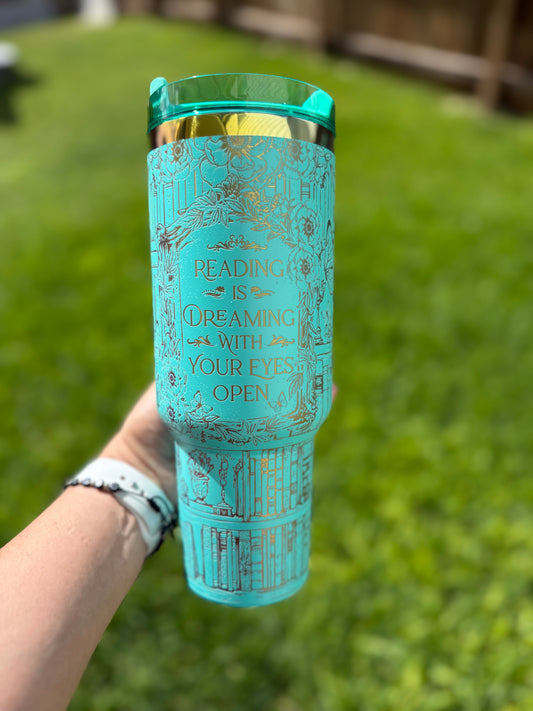 READING
IS
DREAMING
WITH
YOUR EYES
OPEN